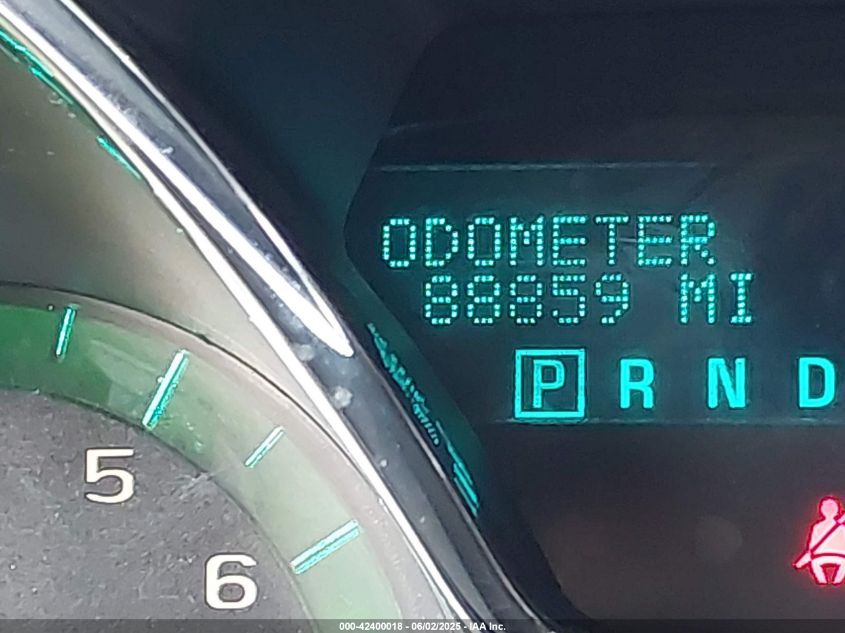 ODOMETER
88859 MI
P R N D
5
6
000-42400018 - 06/02/2025 - IAA Inc.